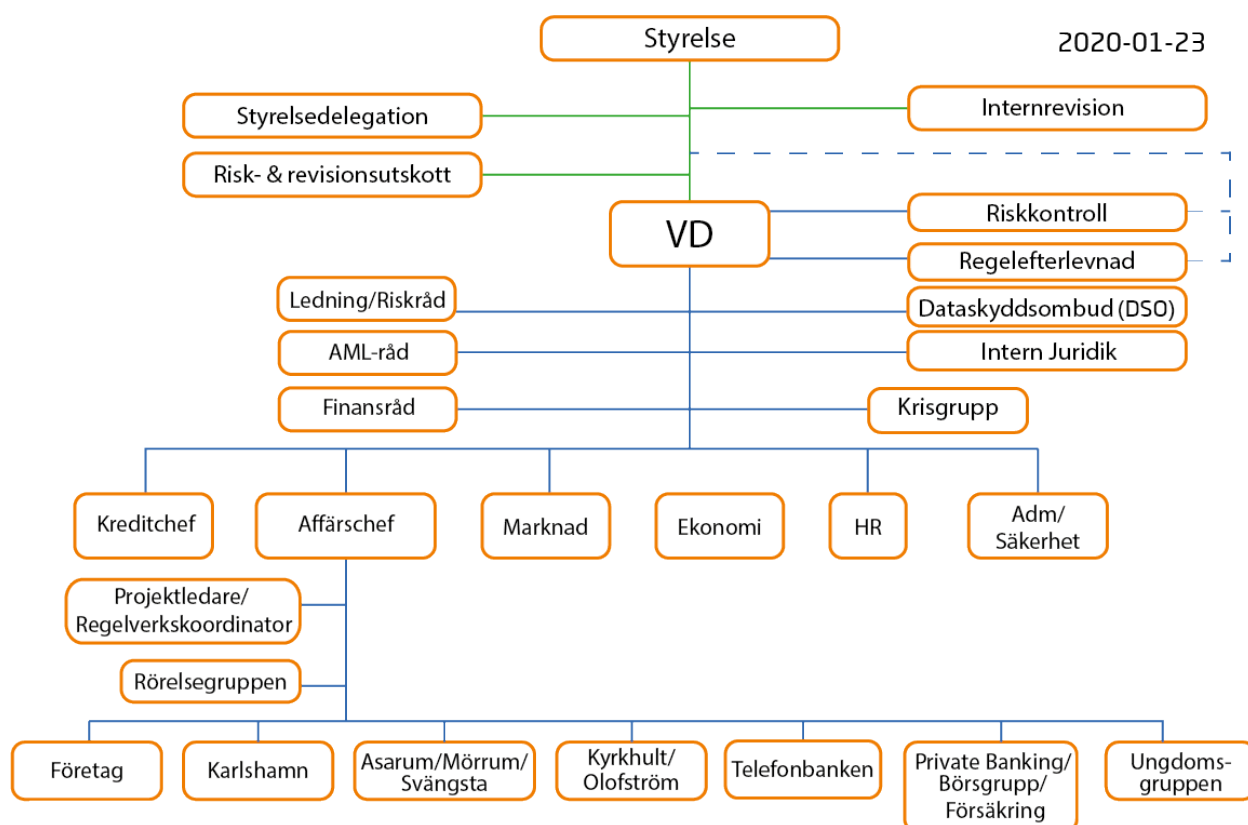 Styrelse
2020-01-23
Styrelsedelegation
Internrevision
Risk- & revisionsutskott
VD
Riskkontroll
Regelefterlevnad
Ledning/Riskråd
Dataskyddsombud (DSO)
AML-råd
Intern Juridik
Finansråd
Krisgrupp
Kreditchef
Affärschef
Marknad
Ekonomi
HR
Adm/
Säkerhet
Projektledare/
Regelverkskoordinator
Rörelsegruppen
Företag
Karlshamn
Asarum/Mörrum/
Svängsta
Kyrkhult/
Olofström
Telefonbanken
Private Banking/
Börsgrupp/
Försäkring
Ungdoms-
gruppen